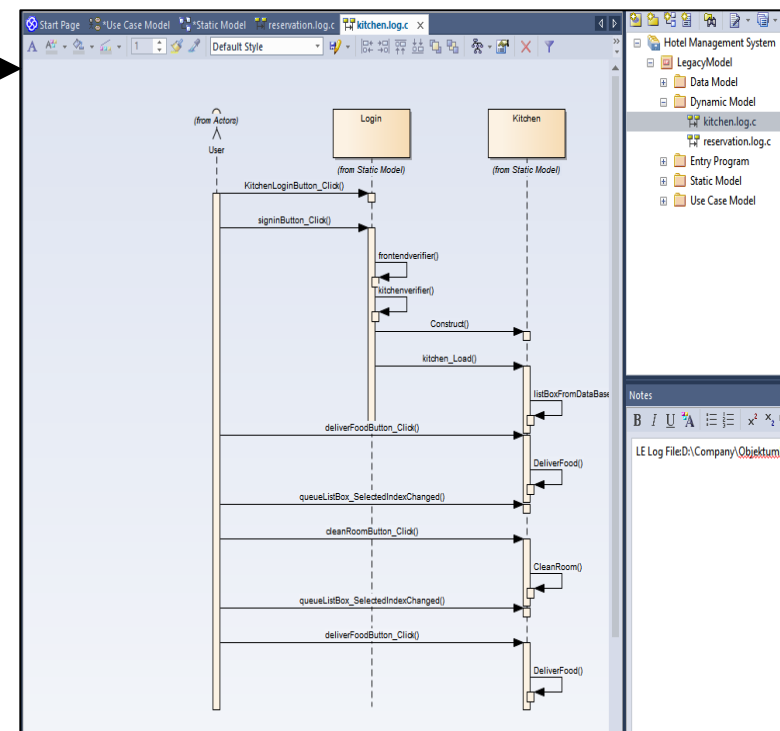 Start Page *Use Case Model *Static Model reservation.log.c kitchen.log.c X
A 1 Default Style
(from Actors)
User
Login
(from Static Model)
Kitchen
(from Static Model)
KitchenLoginButton_Click()
signinButton_Click()
frontendverifier()
kitchenverifier()
Construct()
kitchen_Load()
listBoxFromDataBase
deliverFoodButton_Click()
DeliverFood()
queueListBox_SelectedIndexChanged()
cleanRoomButton_Click()
CleanRoom()
queueListBox_SelectedIndexChanged()
deliverFoodButton_Click()
DeliverFood()
Hotel Management System
LegacyModel
Data Model
Dynamic Model
kitchen.log.c
reservation.log.c
Entry Program
Static Model
Use Case Model
Notes
B I U A x² x₂
LE Log File:D:\Company\Objektum